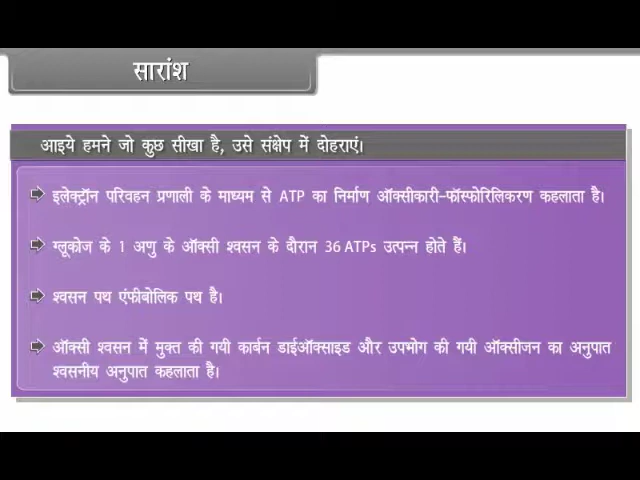 सारांश
आइये हमने जो कुछ सीखा है, उसे संक्षेप में दोहराएं।
इलेक्ट्रॉन परिवहन प्रणाली के माध्यम से ATP का निर्माण ऑक्सीकारी-फॉस्फोरिलिकरण कहलाता है।
ग्लूकोज के 1 अणु के ऑक्सी श्वसन के दौरान 36 ATPs उत्पन्न होते हैं।
श्वसन पथ एंफीबोलिक पथ है।
ऑक्सी श्वसन में मुक्त की गयी कार्बन डाईऑक्साइड और उपभोग की गयी ऑक्सीजन का अनुपात
श्वसनीय अनुपात कहलाता है।